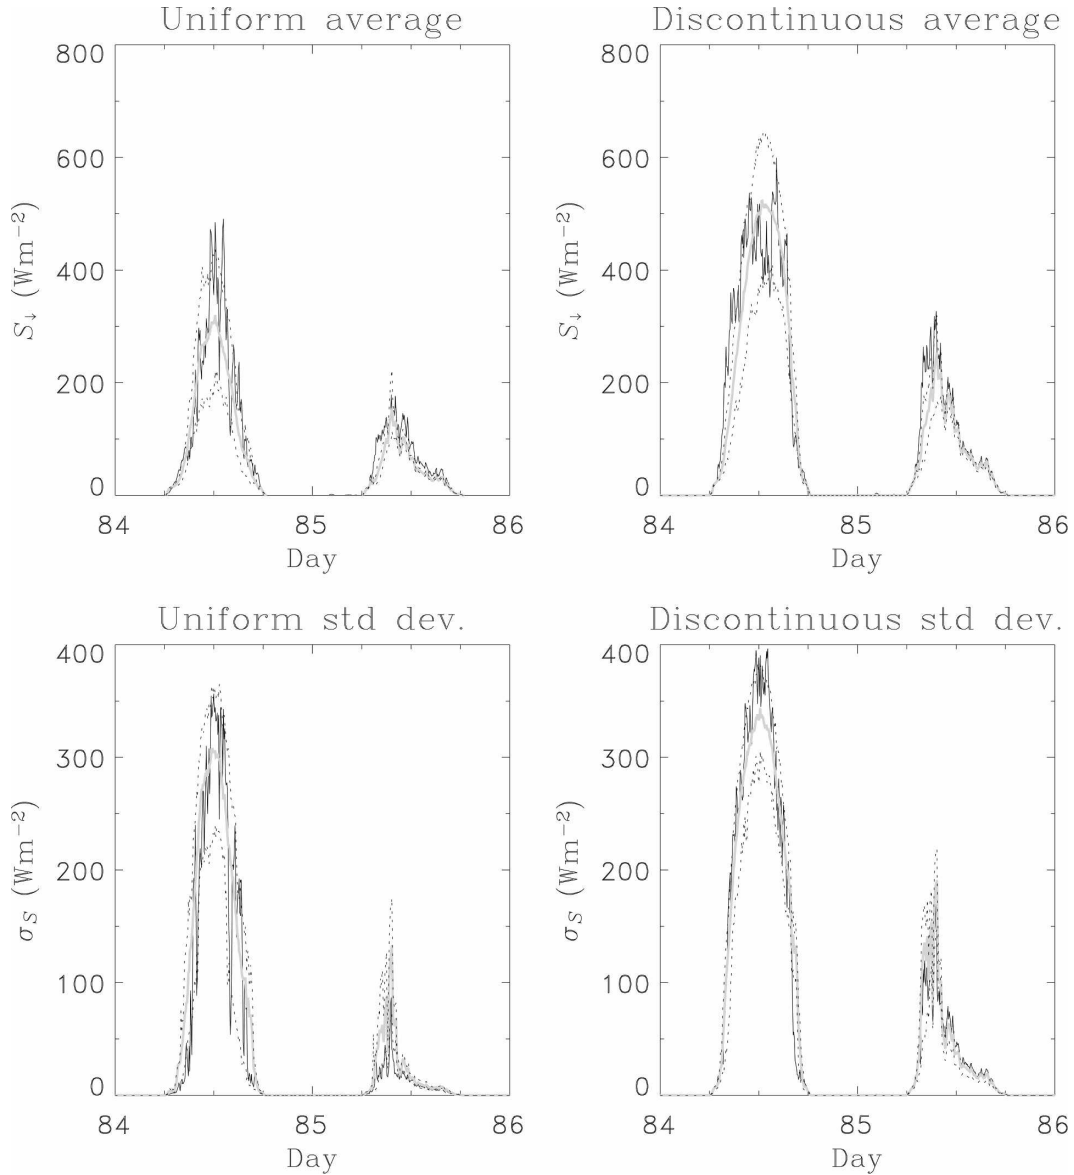 Uniform average
800
600
400
200
0
S↓ (Wm−2)
84 85 86
Day
Discontinuous average
800
600
400
200
0
S↓ (Wm−2)
84 85 86
Day
Uniform std dev.
400
300
200
100
0
σS (Wm−2)
84 85 86
Day
Discontinuous std dev.
400
300
200
100
0
σS (Wm−2)
84 85 86
Day